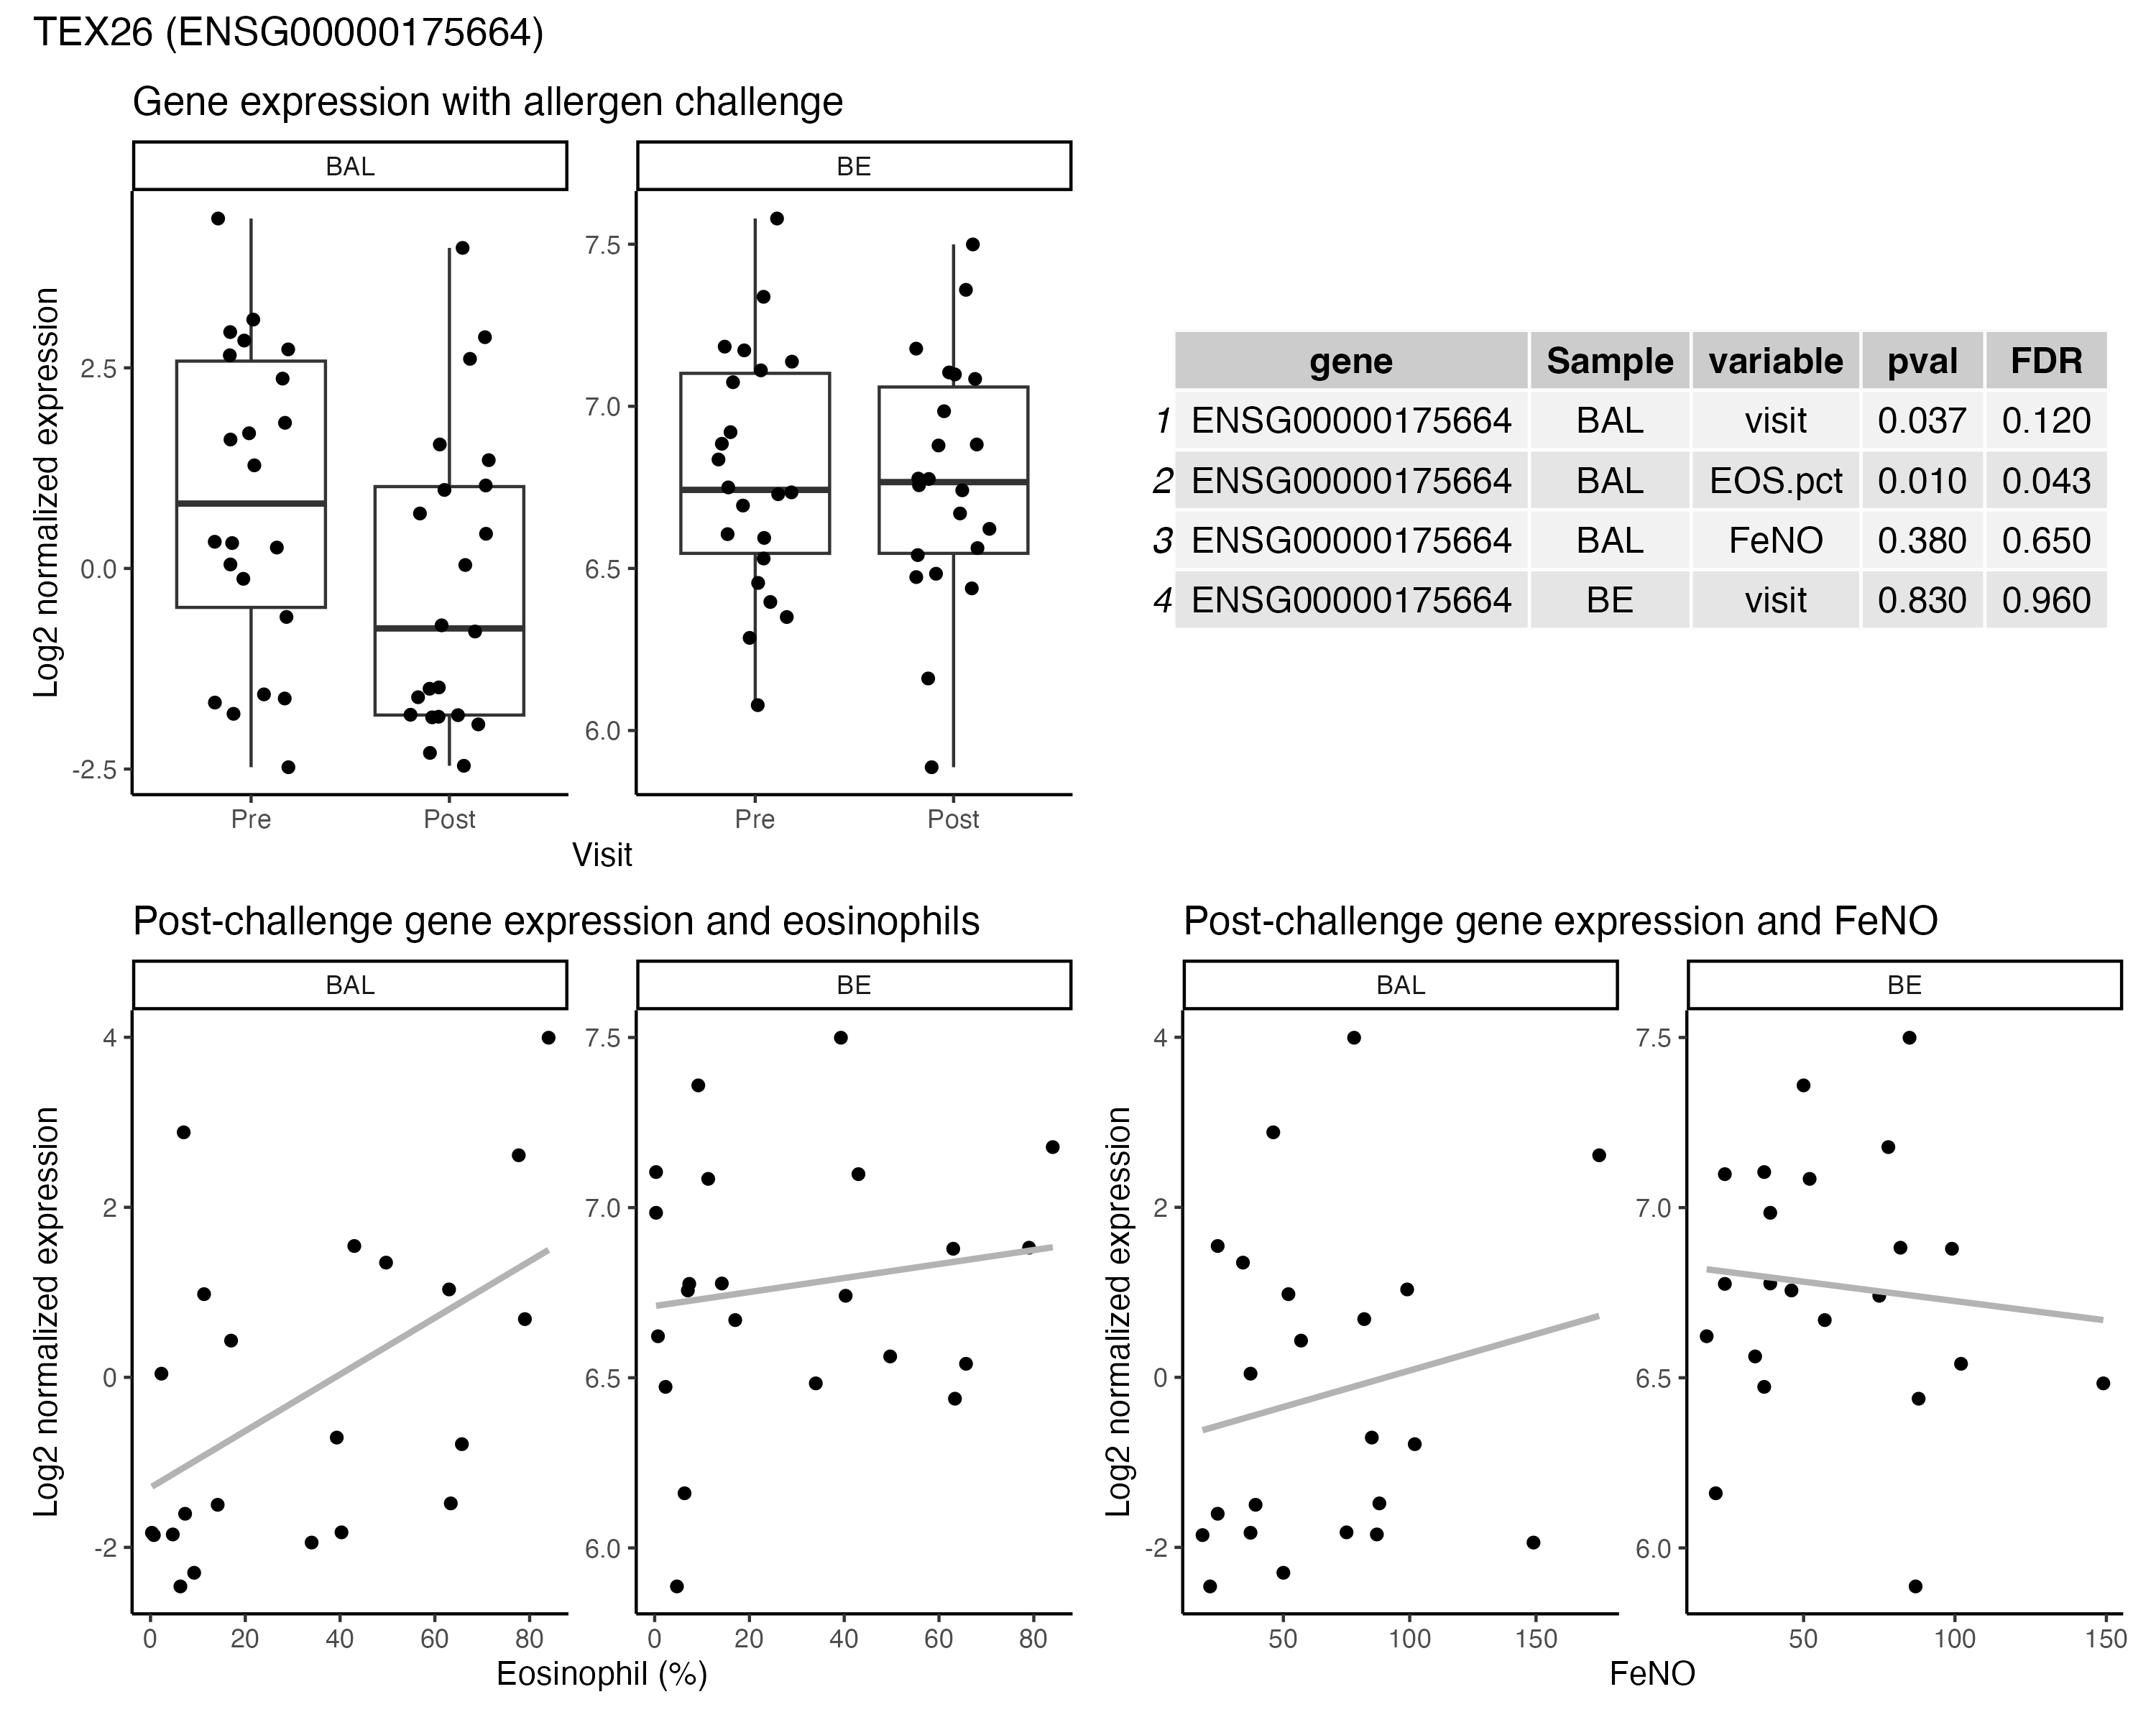 TEX26 (ENSG00000175664)
Gene expression with allergen challenge
BAL BE
Log2 normalized expression
2.5
0.0
-2.5
7.5
7.0
6.5
6.0
Pre Post Pre Post
Visit
gene Sample variable pval FDR
1 ENSG00000175664 BAL visit 0.037 0.120
2 ENSG00000175664 BAL EOS.pct 0.010 0.043
3 ENSG00000175664 BAL FeNO 0.380 0.650
4 ENSG00000175664 BE visit 0.830 0.960
Post-challenge gene expression and eosinophils
BAL BE
Log2 normalized expression
4
2
0
-2
7.5
7.0
6.5
6.0
0 20 40 60 80 0 20 40 60 80
Eosinophil (%)
Post-challenge gene expression and FeNO
BAL BE
Log2 normalized expression
4
2
0
-2
7.5
7.0
6.5
6.0
50 100 150 50 100 150
FeNO